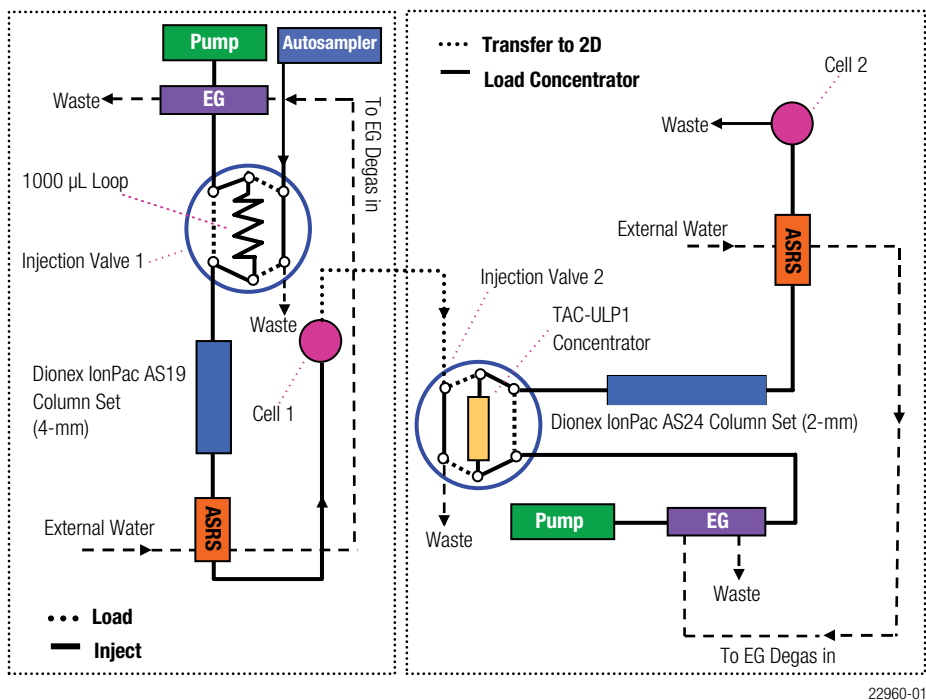 Pump
Autosampler
Waste
EG
To EG Degas in
1000 µL Loop
Injection Valve 1
Waste
Dionex IonPac AS19
Column Set
(4-mm)
Cell 1
External Water
ASRS
Load
Inject
Transfer to 2D
Load Concentrator
Cell 2
Waste
External Water
ASRS
Injection Valve 2
TAC-ULP1
Concentrator
Dionex IonPac AS24 Column Set (2-mm)
Waste
Pump
EG
Waste
To EG Degas in
22960-01